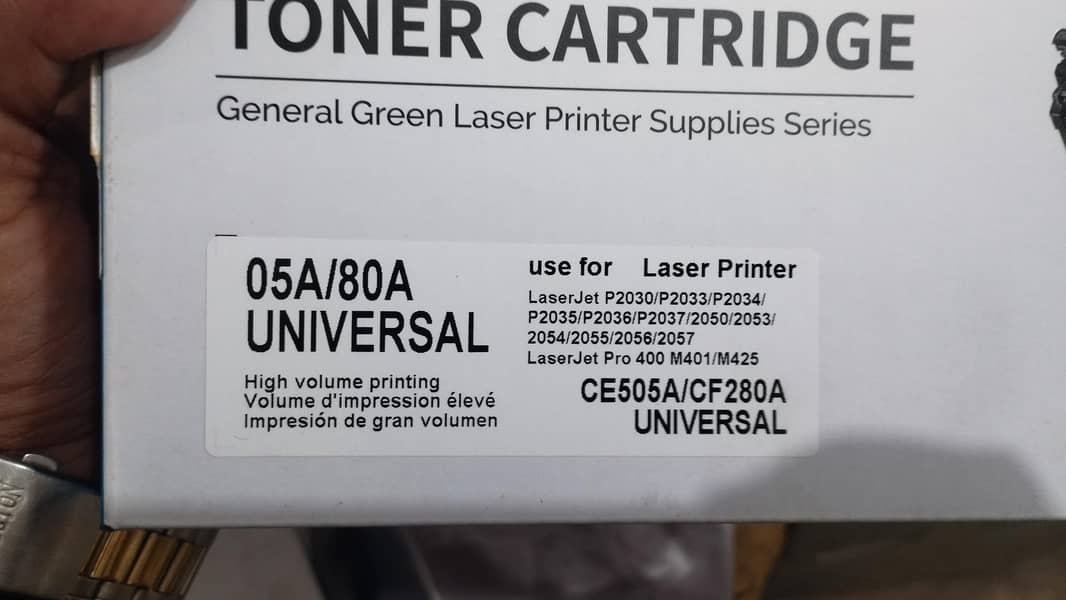 TONER CARTRIDGE
General Green Laser Printer Supplies Series
05A/80A
UNIVERSAL
High volume printing
Volume d'impression élevé
Impresión de gran volumen
use for Laser Printer
LaserJet P2030/P2033/P2034/
P2035/P2036/P2037/2050/2053/
2054/2055/2056/2057
LaserJet Pro 400 M401/M425
CE505A/CF280A
UNIVERSAL